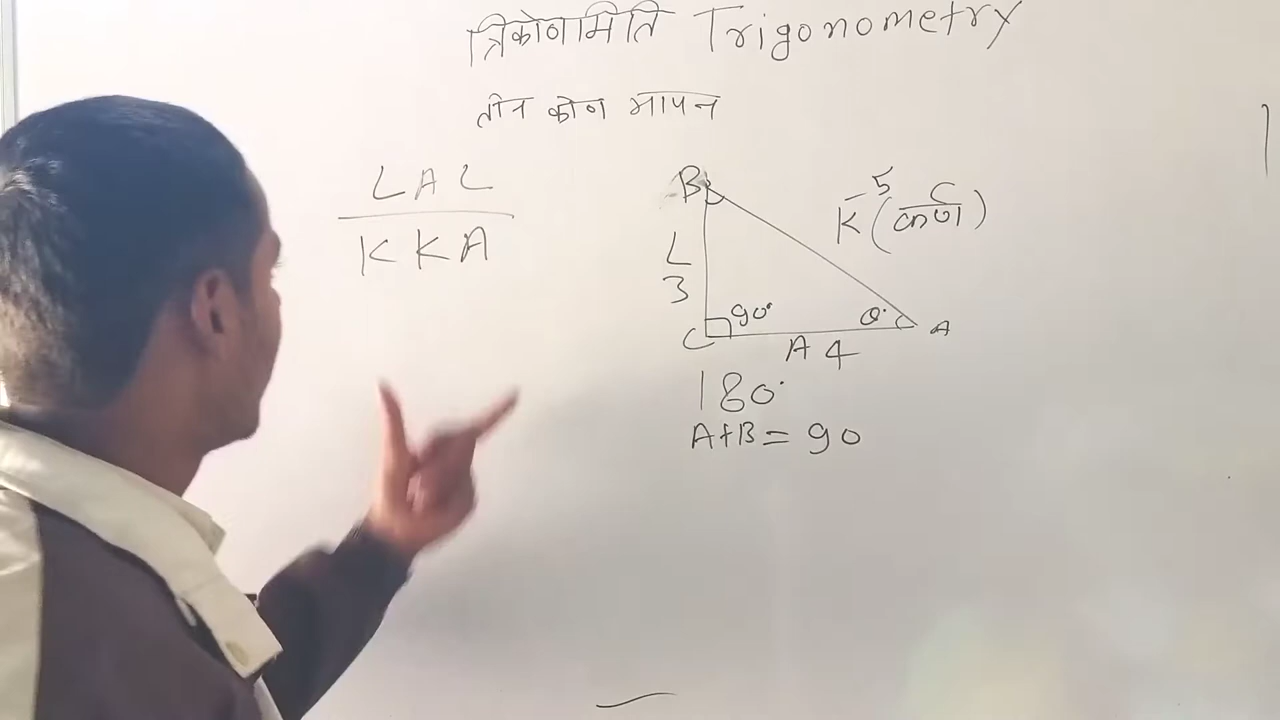 त्रिकोणमिति Trigonometry
तीन कोण मापन
L A L
K K A
B
5
K (कर्ण)
L
3
90°
θ
C
A
A 4
180°
A+B = 90